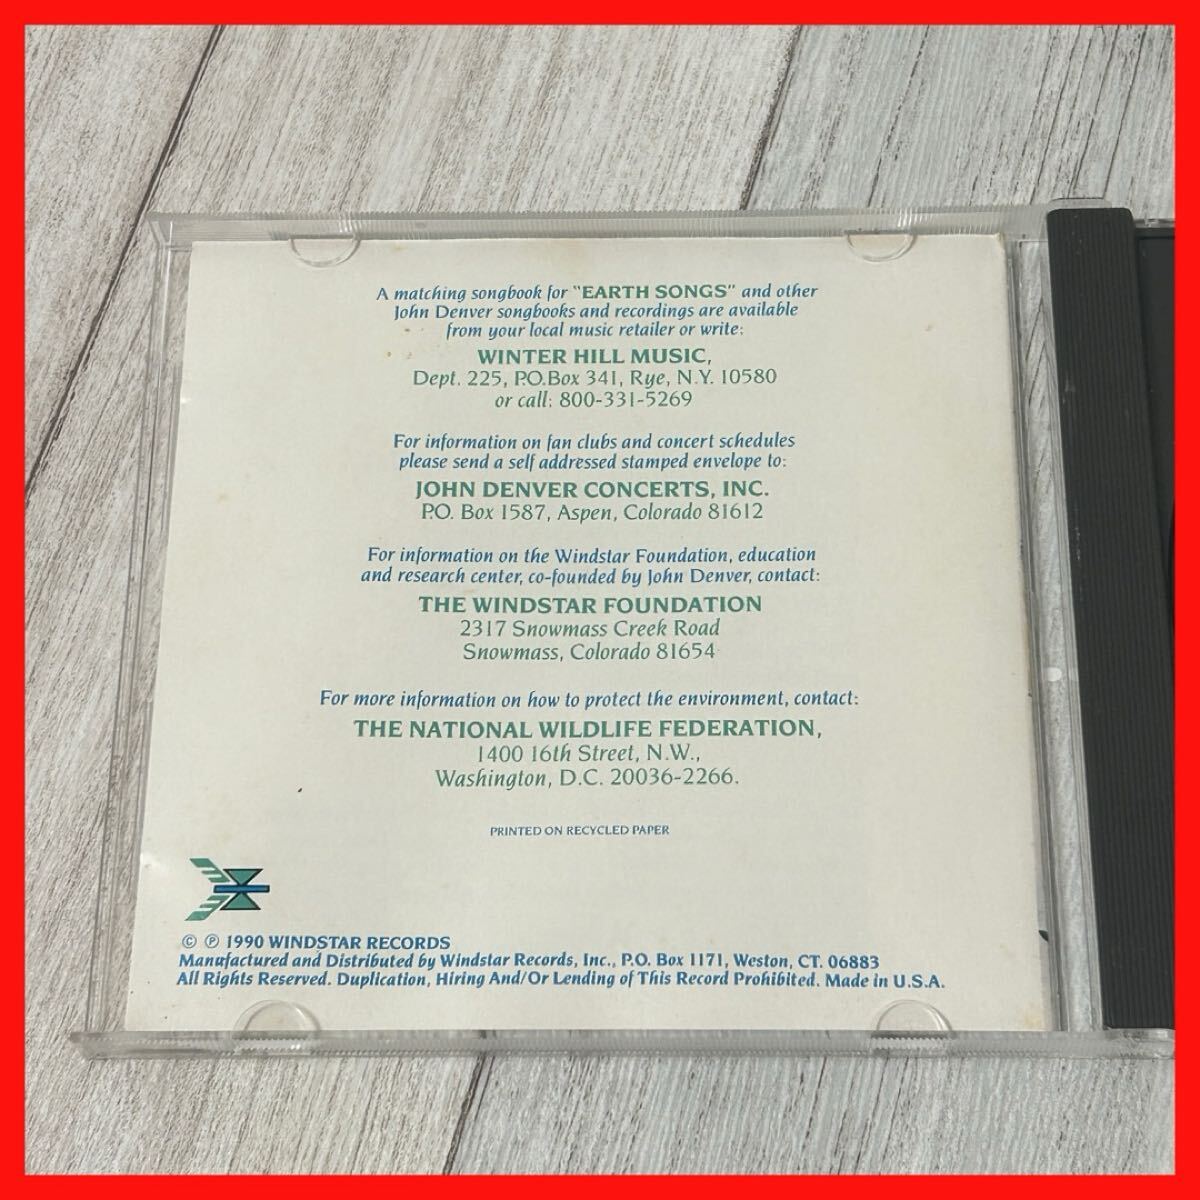 A matching songbook for "EARTH SONGS" and other
John Denver songbooks and recordings are available
from your local music retailer or write:
WINTER HILL MUSIC,
Dept. 225, P.O.Box 341, Rye, N.Y. 10580
or call: 800-331-5269
For information on fan clubs and concert schedules
please send a self addressed stamped envelope to:
JOHN DENVER CONCERTS, INC.
P.O. Box 1587, Aspen, Colorado 81612
For information on the Windstar Foundation, education
and research center, co-founded by John Denver, contact:
THE WINDSTAR FOUNDATION
2317 Snowmass Creek Road
Snowmass, Colorado 81654
For more information on how to protect the environment, contact:
THE NATIONAL WILDLIFE FEDERATION,
1400 16th Street, N.W.,
Washington, D.C. 20036-2266.
PRINTED ON RECYCLED PAPER
© ℗ 1990 WINDSTAR RECORDS
Manufactured and Distributed by Windstar Records, Inc., P.O. Box 1171, Weston, CT. 06883
All Rights Reserved. Duplication, Hiring And/Or Lending of This Record Prohibited. Made in U.S.A.